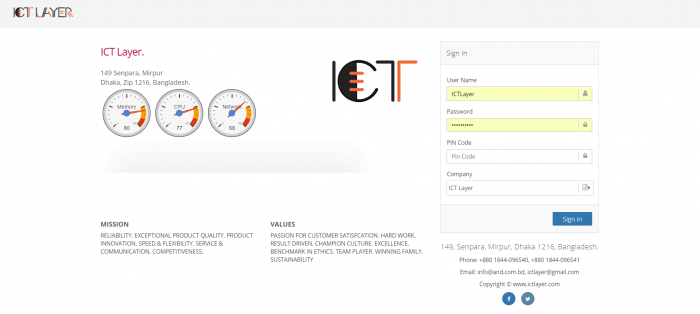 ICT LAYER
ICT Layer.
149 Senpara, Mirpur
Dhaka, Zip 1216, Bangladesh.
Memory
80
CPU
77
Network
68
ICT
MISSION
RELIABILITY, EXCEPTIONAL PRODUCT QUALITY, PRODUCT
INNOVATION, SPEED & FLEXIBILITY, SERVICE &
COMMUNICATION, COMPETITIVENESS.
VALUES
PASSION FOR CUSTOMER SATISFCATION, HARD WORK,
RESULT DRIVEN, CHAMPION CULTURE, EXCELLENCE,
BENCHMARK IN ETHICS, TEAM PLAYER, WINNING FAMILY,
SUSTAINABILITY
Sign In
User Name
ICTLayer
Password
PIN Code
Pin Code
Company
ICT Layer
Sign in
149, Senpara, Mirpur, Dhaka 1216, Bangladesh.
Phone: +880 1844-096540, +880 1844-096541
Email: info@and.com.bd, ictlayer@gmail.com
Copyright © www.ictlayer.com